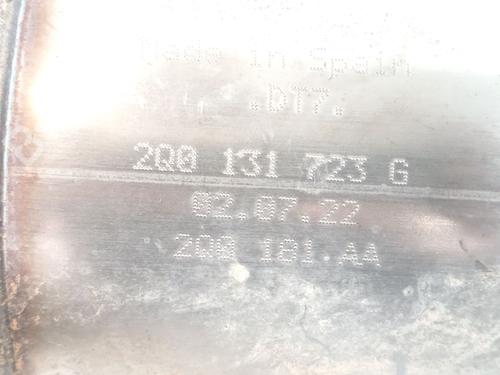 Made in Spain
.DT7.
2Q0 131 723 G
02.07.22
2Q0 181.AA